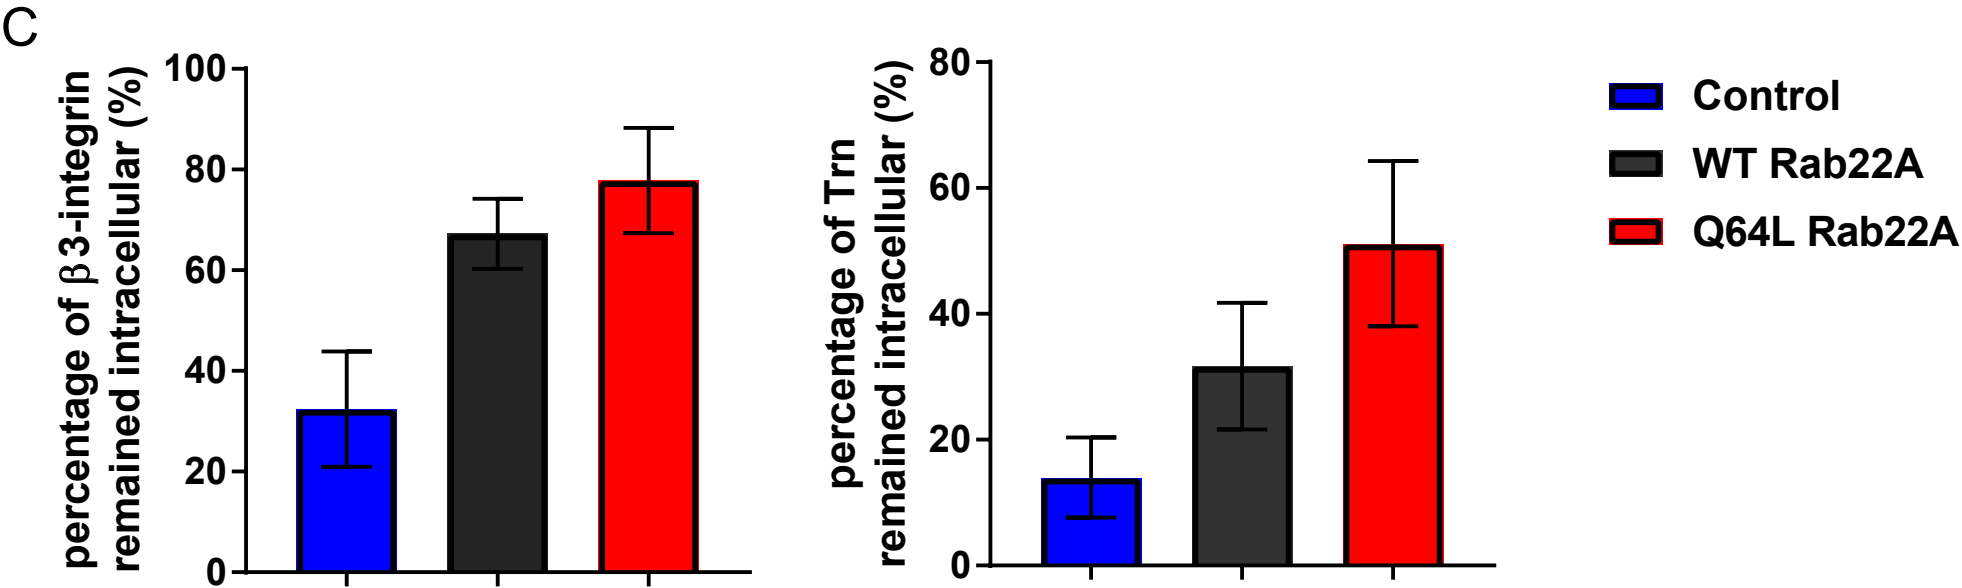 C
percentage of β3-integrin
remained intracellular (%)
100
80
60
40
20
0
percentage of Trn
remained intracellular (%)
80
60
40
20
0
Control
WT Rab22A
Q64L Rab22A